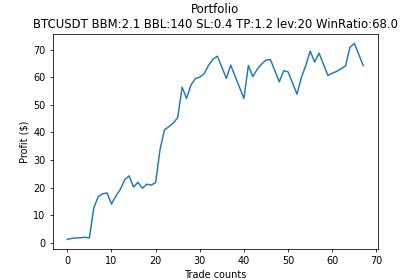 Portfolio
BTCUSDT BBM:2.1 BBL:140 SL:0.4 TP:1.2 lev:20 WinRatio:68.0
70
60
50
40
30
20
10
0
Profit ($)
0 10 20 30 40 50 60 70
Trade counts